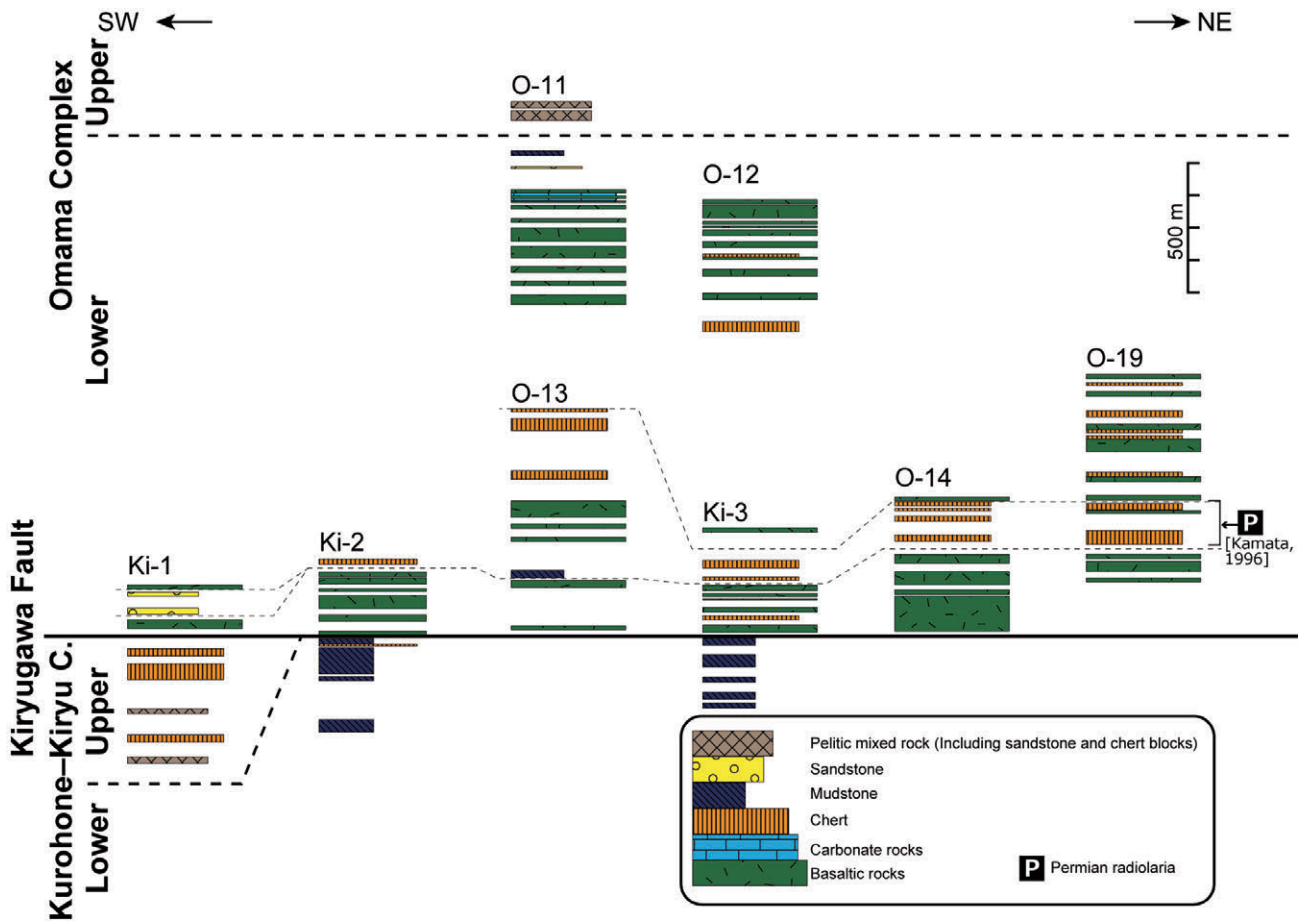 SW
NE
Omama Complex
Upper
Lower
Kiryugawa Fault
Kurohone–Kiryu C.
Upper
Lower
O-11
O-12
500 m
O-13
O-19
O-14
Ki-3
Ki-2
Ki-1
P
[Kamata,
1996]
Pelitic mixed rock (Including sandstone and chert blocks)
Sandstone
Mudstone
Chert
Carbonate rocks
Basaltic rocks
P Permian radiolaria